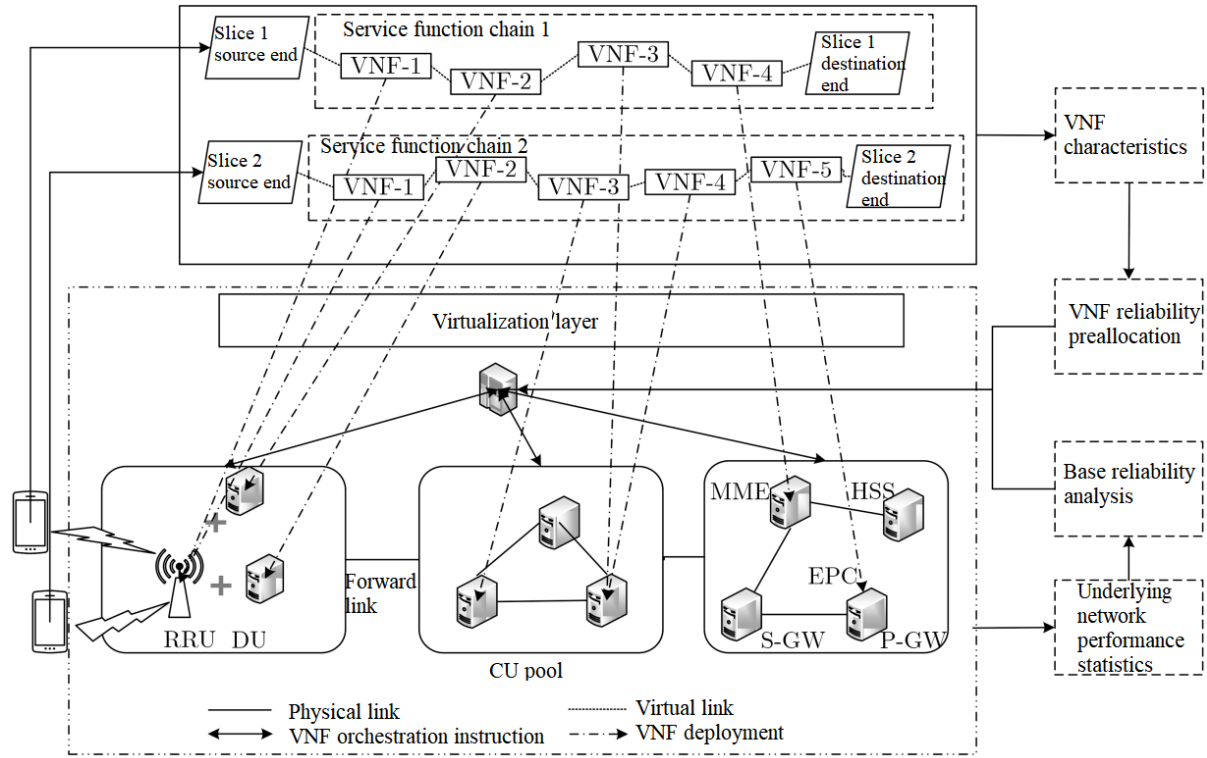 Slice 1
source end
Service function chain 1
VNF-1
VNF-2
VNF-3
VNF-4
Slice 1
destination
end
Slice 2
source end
Service function chain 2
VNF-1
VNF-2
VNF-3
VNF-4
VNF-5
Slice 2
destination
end
VNF
characteristics
VNF reliability
preallocation
Base reliability
analysis
Underlying
network
performance
statistics
Virtualization layer
RRU
DU
Forward
link
CU pool
MME
HSS
EPC
S-GW
P-GW
Physical link
Virtual link
VNF orchestration instruction
VNF deployment